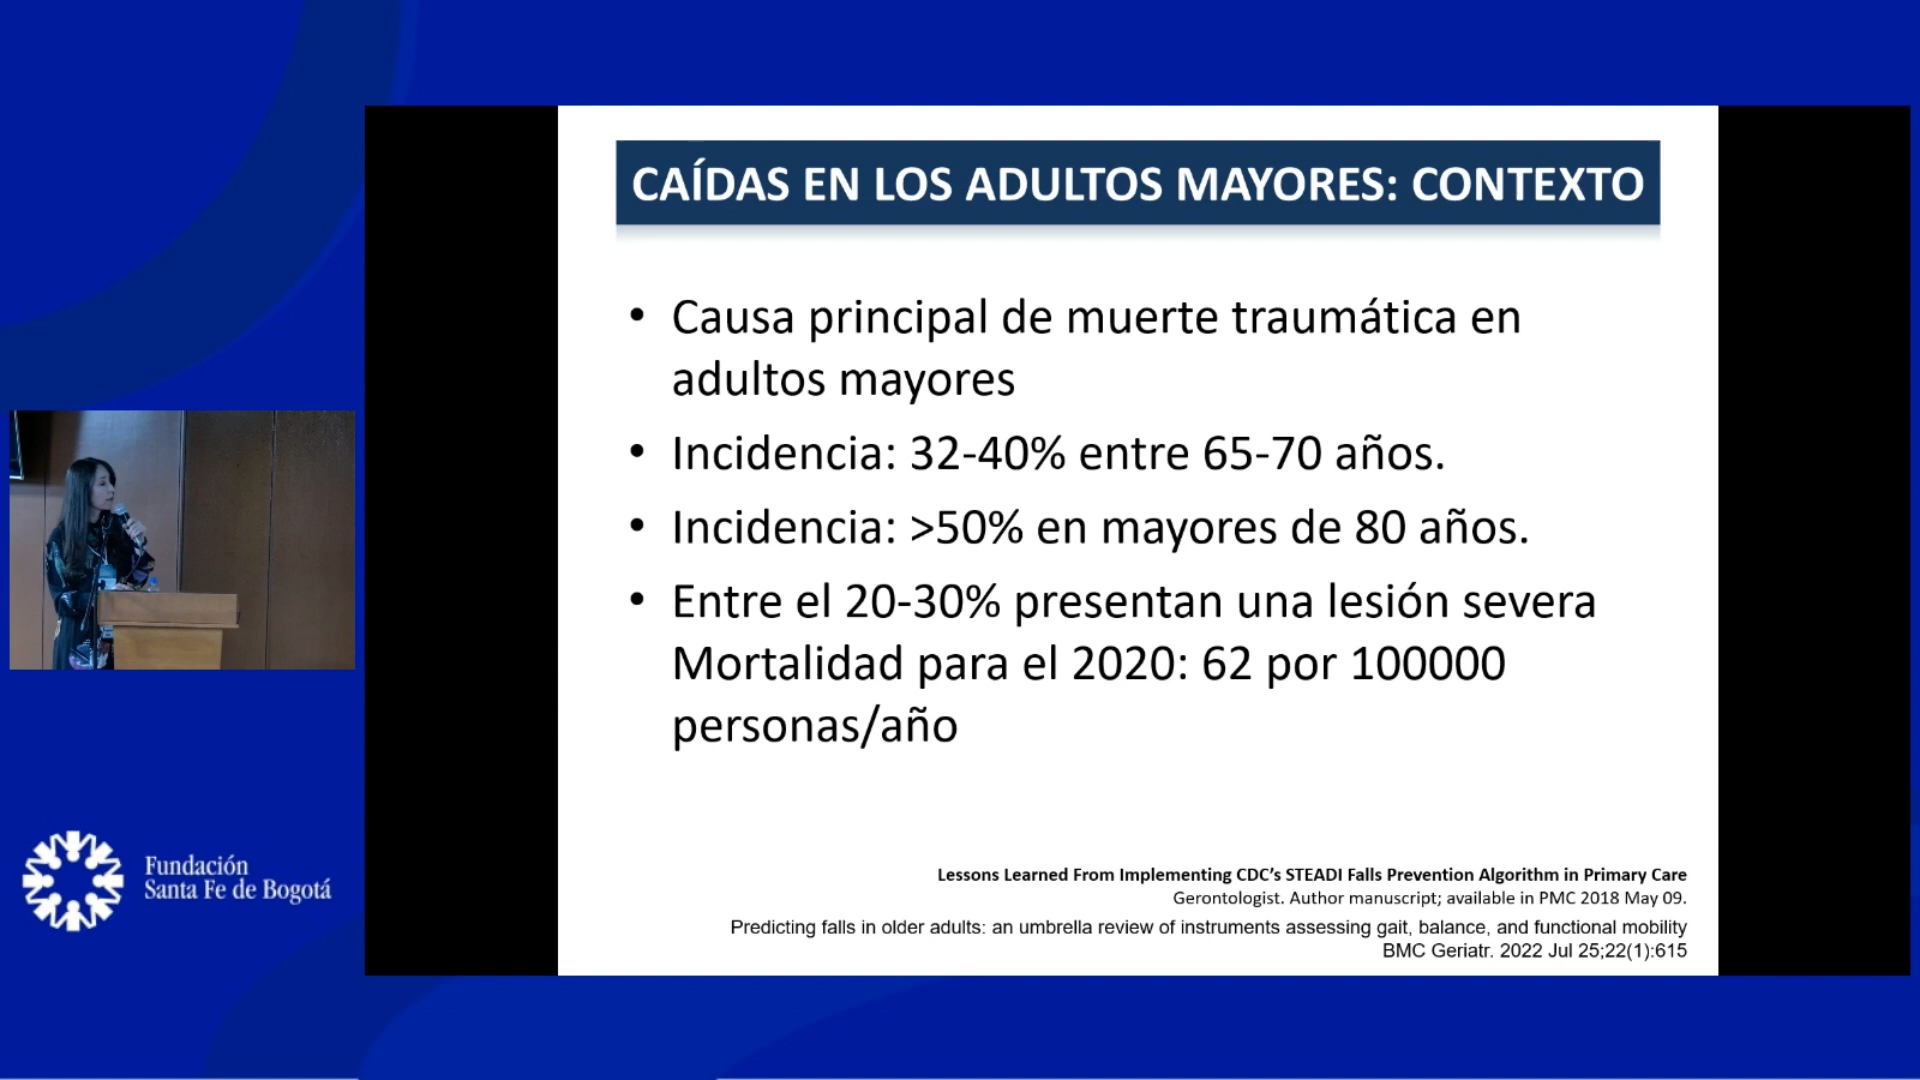 CAÍDAS EN LOS ADULTOS MAYORES: CONTEXTO
• Causa principal de muerte traumática en
adultos mayores
• Incidencia: 32-40% entre 65-70 años.
• Incidencia: >50% en mayores de 80 años.
• Entre el 20-30% presentan una lesión severa
Mortalidad para el 2020: 62 por 100000
personas/año
Lessons Learned From Implementing CDC’s STEADI Falls Prevention Algorithm in Primary Care
Gerontologist. Author manuscript; available in PMC 2018 May 09.
Predicting falls in older adults: an umbrella review of instruments assessing gait, balance, and functional mobility
BMC Geriatr. 2022 Jul 25;22(1):615
Fundación
Santa Fe de Bogotá